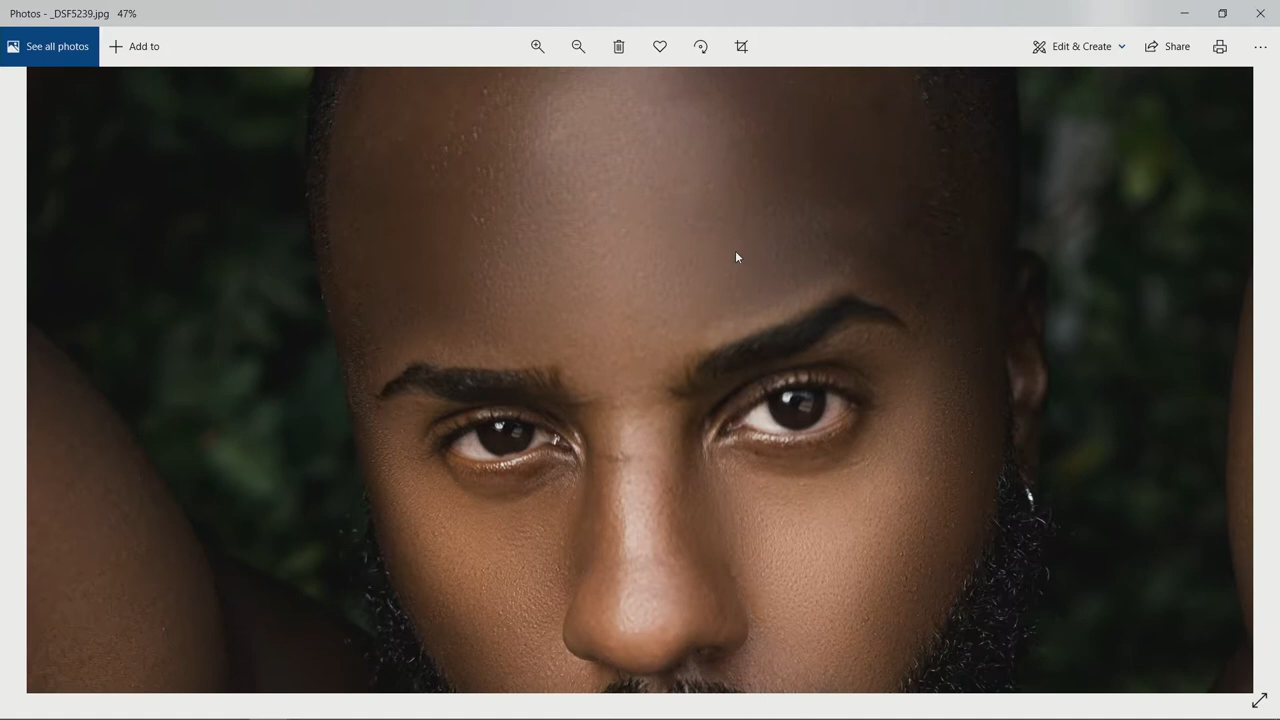 Photos - _DSF5239.jpg 47%
See all photos
Add to
Edit & Create
Share